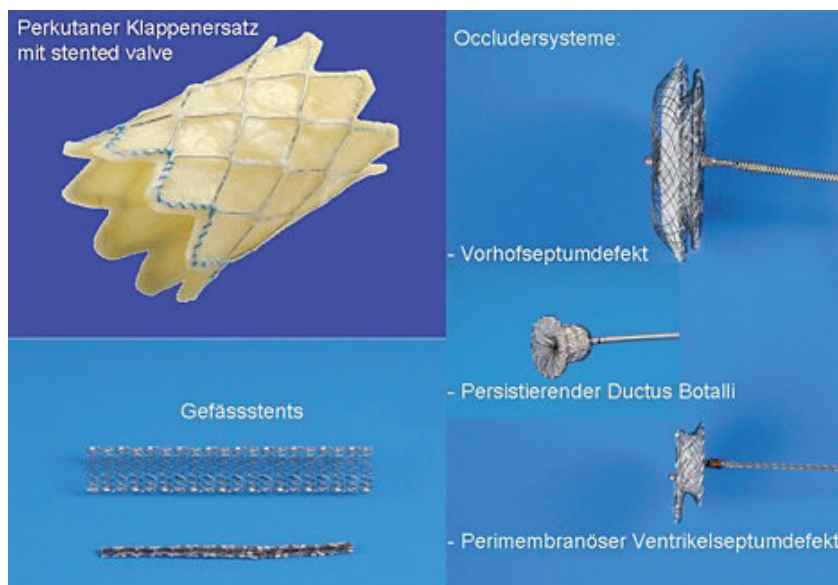 Perkutaner Klappenersatz
mit stented valve
Occludersysteme:
- Vorhofseptumdefekt
- Persistierender Ductus Botalli
Gefässstents
- Perimembranöser Ventrikelseptumdefekt